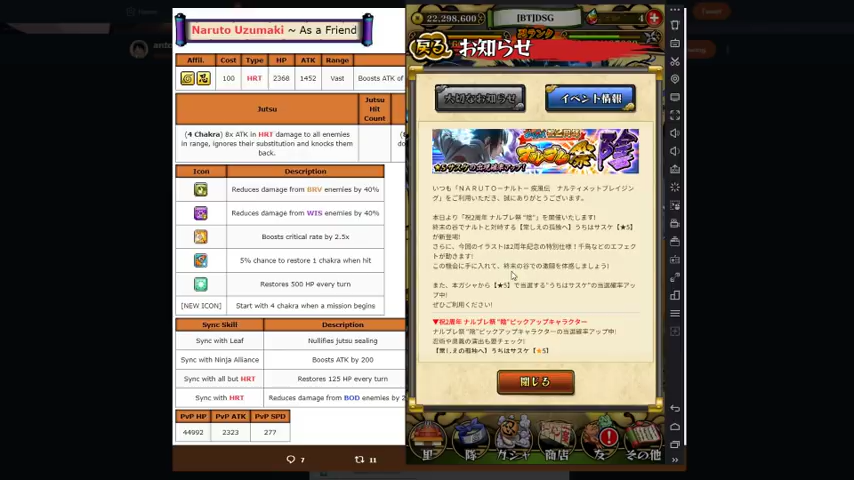 Naruto Uzumaki ~ As a Friend
Affil. Cost Type HP ATK Range
忍 100 HRT 2368 1452 Vast Boosts ATK of
Jutsu Jutsu Hit Count
(4 Chakra) 8x ATK in HRT damage to all enemies
in range, ignores their substitution and knocks them
back.
Icon Description
Reduces damage from BRV enemies by 40%
Reduces damage from WIS enemies by 40%
Boosts critical rate by 2.5x
5% chance to restore 1 chakra when hit
Restores 500 HP every turn
[NEW ICON] Start with 4 chakra when a mission begins
Sync Skill Description
Sync with Leaf Nullifies jutsu sealing
Sync with Ninja Alliance Boosts ATK by 200
Sync with all but HRT Restores 125 HP every turn
Sync with HRT Reduces damage from BOD enemies by 2
PvP HP PvP ATK PvP SPD
44992 2323 277
7 11
22,298,600 [BT]DSG 4
戻る お知らせ
大切なお知らせ イベント情報
ナルブレ祭 陰
いつも「NARUTO－ナルト－ 疾風伝 ナルティメットブレイジン
グ」をご利用いただき、誠にありがとうございます。
本日より「祝2周年 ナルブレ祭 "陰"」を開催いたします!
終末の谷でナルトと対峙する【果しえの孤独へ】うちはサスケ【★5】
が新登場!
さらに、今回のイラストは2周年記念の特別仕様!千鳥などのエフェク
トが動きます!
この機会に手に入れて、終末の谷での激闘を体感しましょう!
また、本ガシャから【★5】で当選する"うちはサスケ"の当選確率アッ
プ中!
ぜひご利用ください!
▼祝2周年 ナルブレ祭 "陰"ピックアップキャラクター
ナルブレ祭 "陰"ピックアップキャラクターの当選確率アップ中!
忍術や奥義の演出も要チェック!
うちはサスケ【★5】
閉じる
里 隊 ガシャ 商店 友 その他